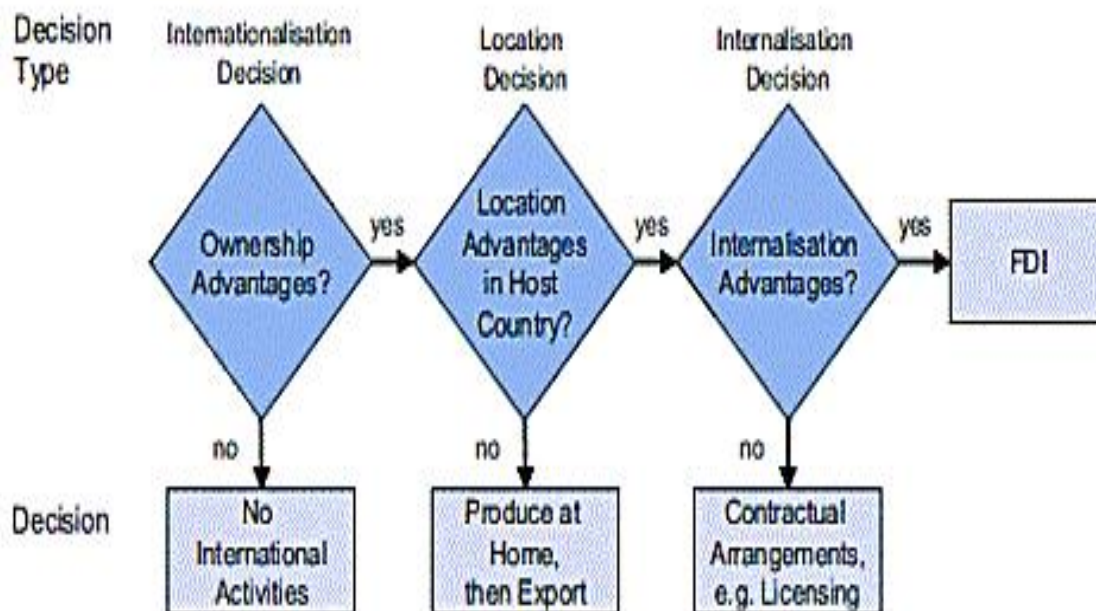 Decision
Type
Internationalisation
Decision
Location
Decision
Internalisation
Decision
Ownership
Advantages?
yes
Location
Advantages
in Host
Country?
yes
Internalisation
Advantages?
yes
FDI
no
no
no
Decision
No
International
Activities
Produce at
Home,
then Export
Contractual
Arrangements,
e.g. Licensing